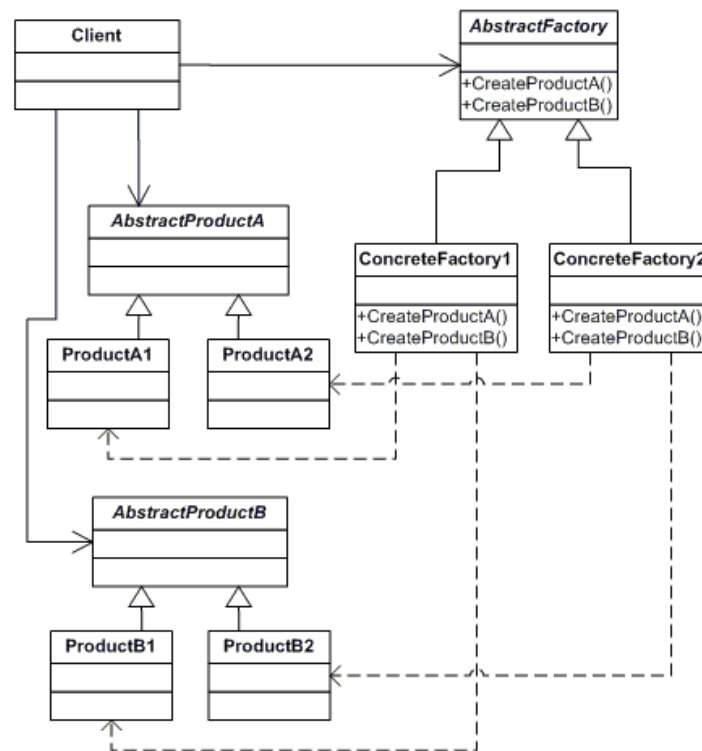 Client
AbstractFactory
+CreateProductA()
+CreateProductB()
AbstractProductA
ConcreteFactory1
+CreateProductA()
+CreateProductB()
ConcreteFactory2
+CreateProductA()
+CreateProductB()
ProductA1
ProductA2
AbstractProductB
ProductB1
ProductB2